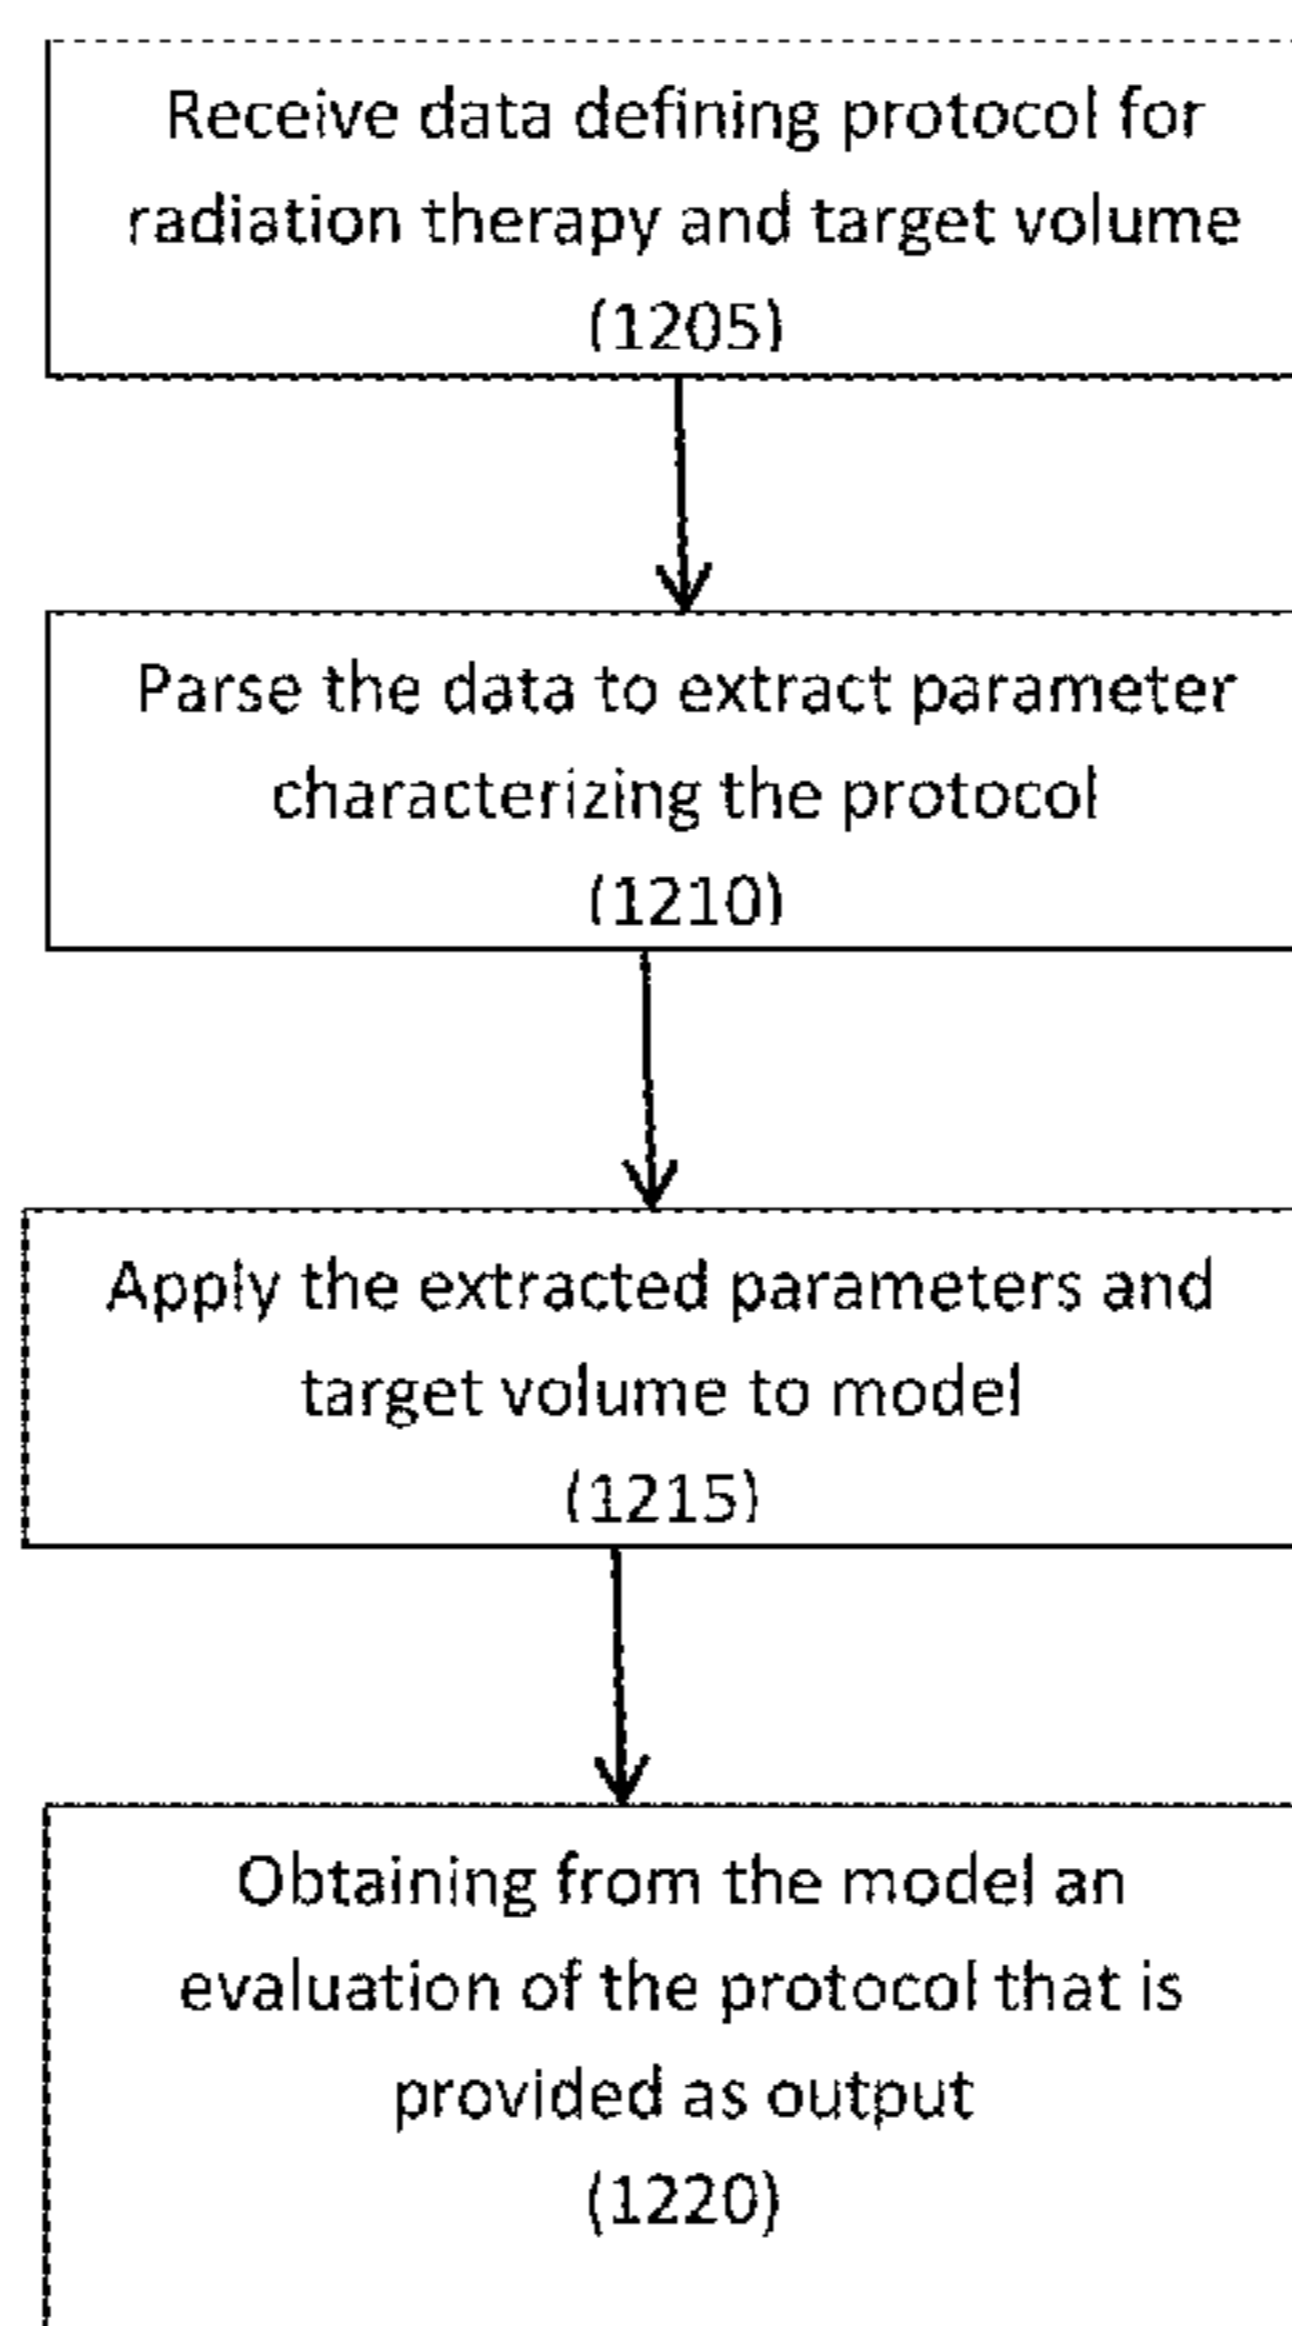 Receive data defining protocol for
radiation therapy and target volume
(1205)
Parse the data to extract parameter
characterizing the protocol
(1210)
Apply the extracted parameters and
target volume to model
(1215)
Obtaining from the model an
evaluation of the protocol that is
provided as output
(1220)